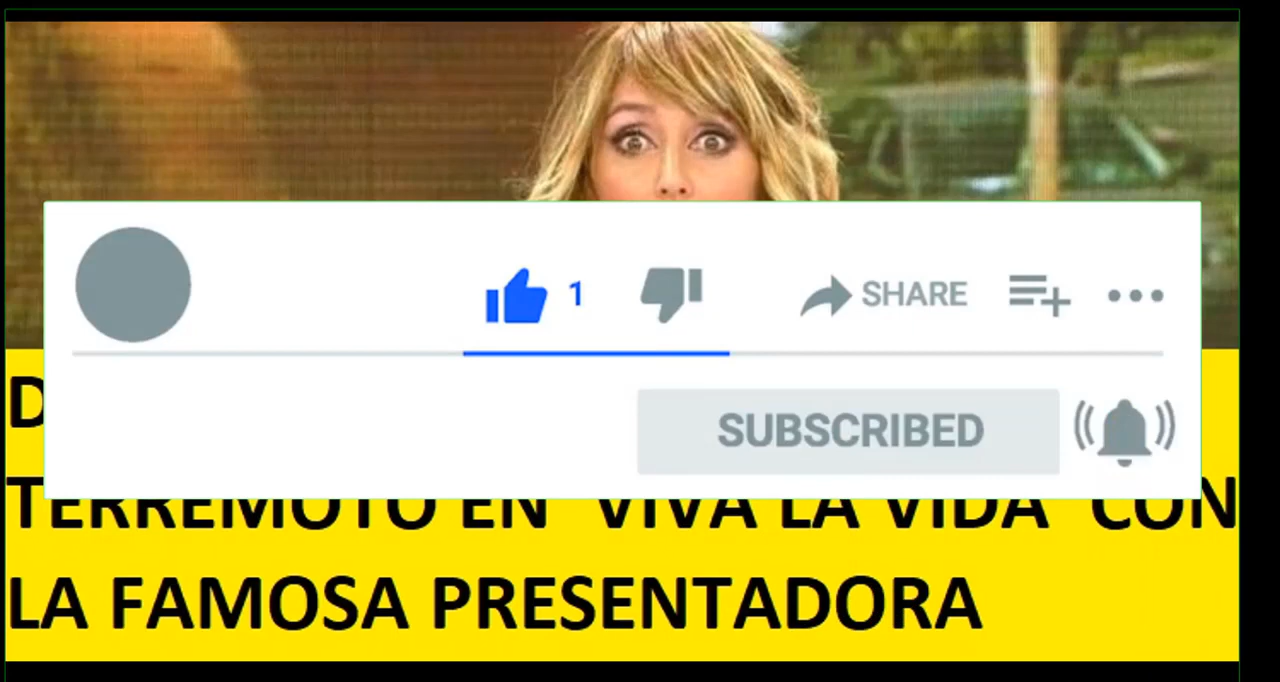 1
SHARE
SUBSCRIBED
D
TERREMOTO EN VIVA LA VIDA CON
LA FAMOSA PRESENTADORA